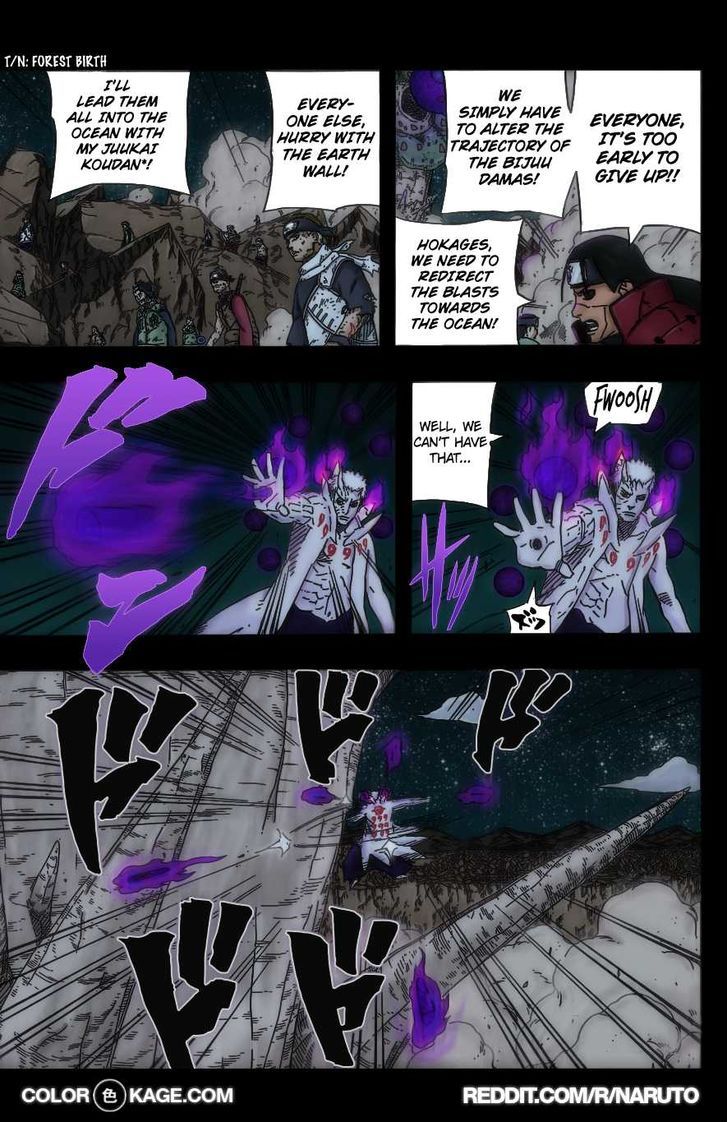 T/N: FOREST BIRTH
EVERYONE,
IT'S TOO
EARLY TO
GIVE UP!!
WE
SIMPLY HAVE
TO ALTER THE
TRAJECTORY
OF THE BIJUU
DAMAS!
HOKAGES,
WE NEED TO
REDIRECT
THE BLASTS
TOWARDS
THE OCEAN!
EVERY-
ONE ELSE,
HURRY WITH
THE EARTH
WALL!
I'LL
LEAD THEM
ALL INTO THE
OCEAN WITH
MY JUUKAI
KOUDAN*!
FWOOSH
WELL, WE
CAN'T HAVE
THAT...
ドン
ド
ド
ド
ド
ド
COLOR 色 KAGE.COM
REDDIT.COM/R/NARUTO